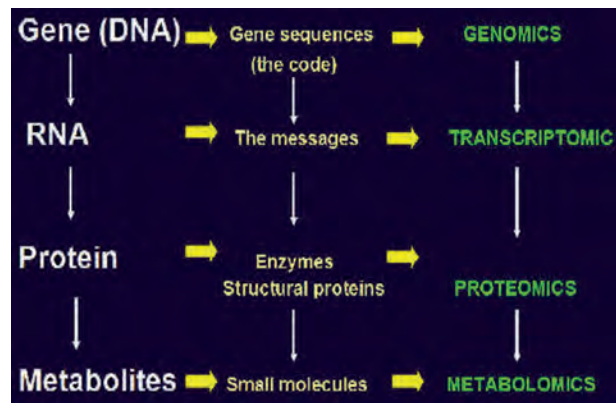 Gene (DNA)
Gene sequences
(the code)
GENOMICS
RNA
The messages
TRANSCRIPTOMIC
Protein
Enzymes
Structural proteins
PROTEOMICS
Metabolites
Small molecules
METABOLOMICS